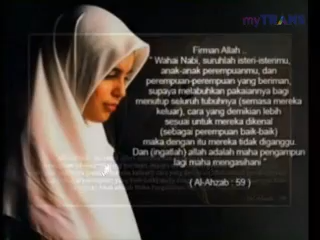 myTRANS
Firman Allah ..
" Wahai Nabi, suruhlah isteri-isterimu,
anak-anak perempuanmu, dan
perempuan-perempuan yang beriman,
supaya melabuhkan pakaiannya bagi
menutup seluruh tubuhnya (semasa mereka
keluar), cara yang demikian lebih
sesuai untuk mereka dikenal
(sebagai perempuan baik-baik)
maka dengan itu mereka tidak diganggu.
Dan (ingatlah) allah adalah maha pengampun
lagi maha mengasihani "
( Al-Ahzab : 59 )